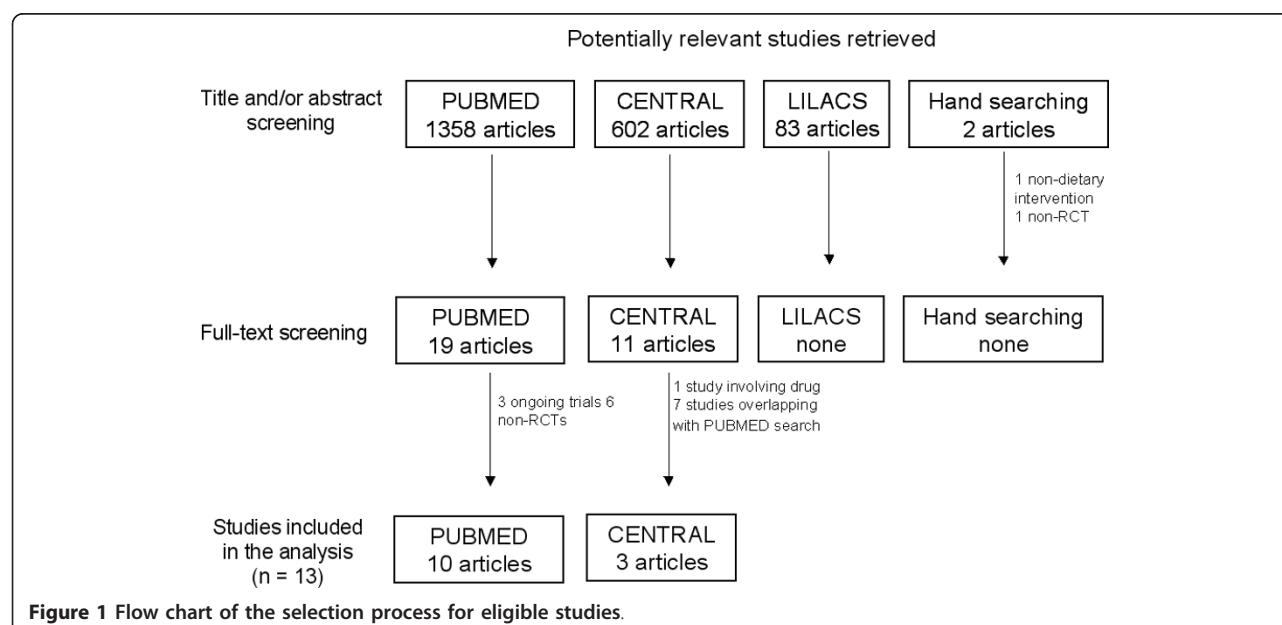 Potentially relevant studies retrieved
Title and/or abstract
screening
PUBMED
1358 articles
CENTRAL
602 articles
LILACS
83 articles
Hand searching
2 articles
1 non-dietary
intervention
1 non-RCT
Full-text screening
PUBMED
19 articles
CENTRAL
11 articles
LILACS
none
Hand searching
none
3 ongoing trials 6
non-RCTs
1 study involving drug
7 studies overlapping
with PUBMED search
Studies included
in the analysis
(n = 13)
PUBMED
10 articles
CENTRAL
3 articles
Figure 1 Flow chart of the selection process for eligible studies.